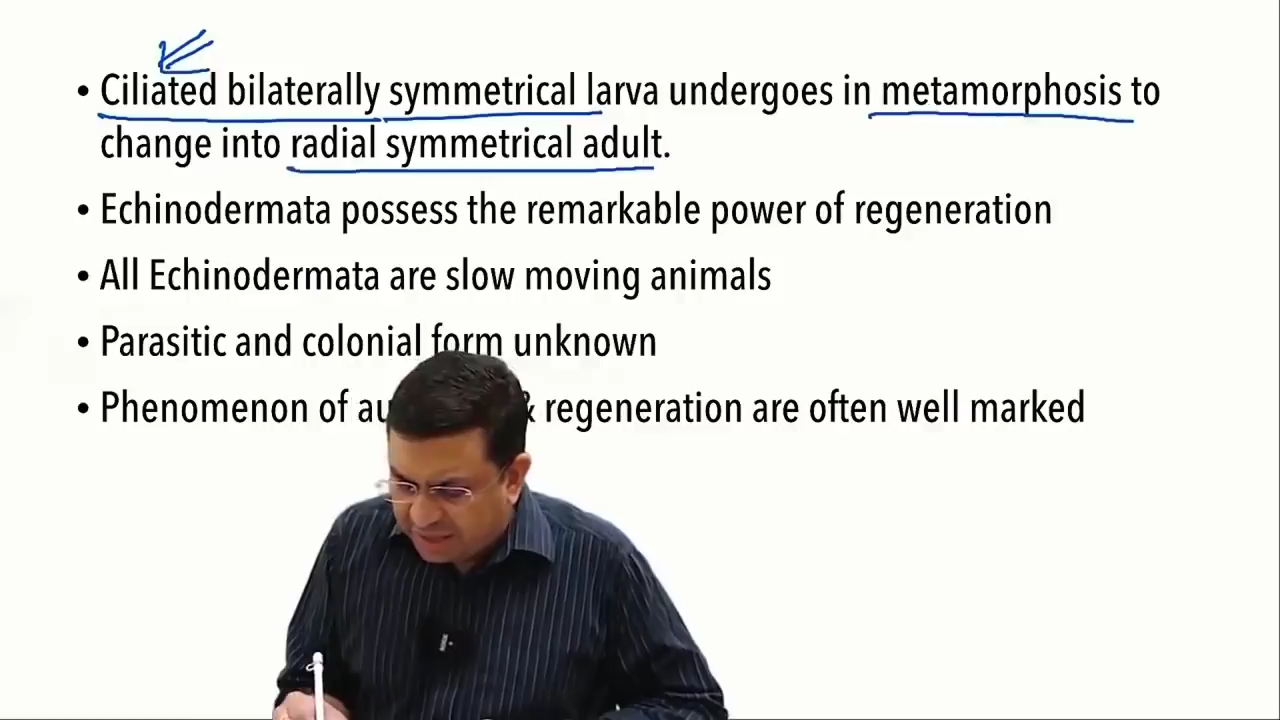 • Ciliated bilaterally symmetrical larva undergoes in metamorphosis to
change into radial symmetrical adult.
• Echinodermata possess the remarkable power of regeneration
• All Echinodermata are slow moving animals
• Parasitic and colonial form unknown
• Phenomenon of & regeneration are often well marked